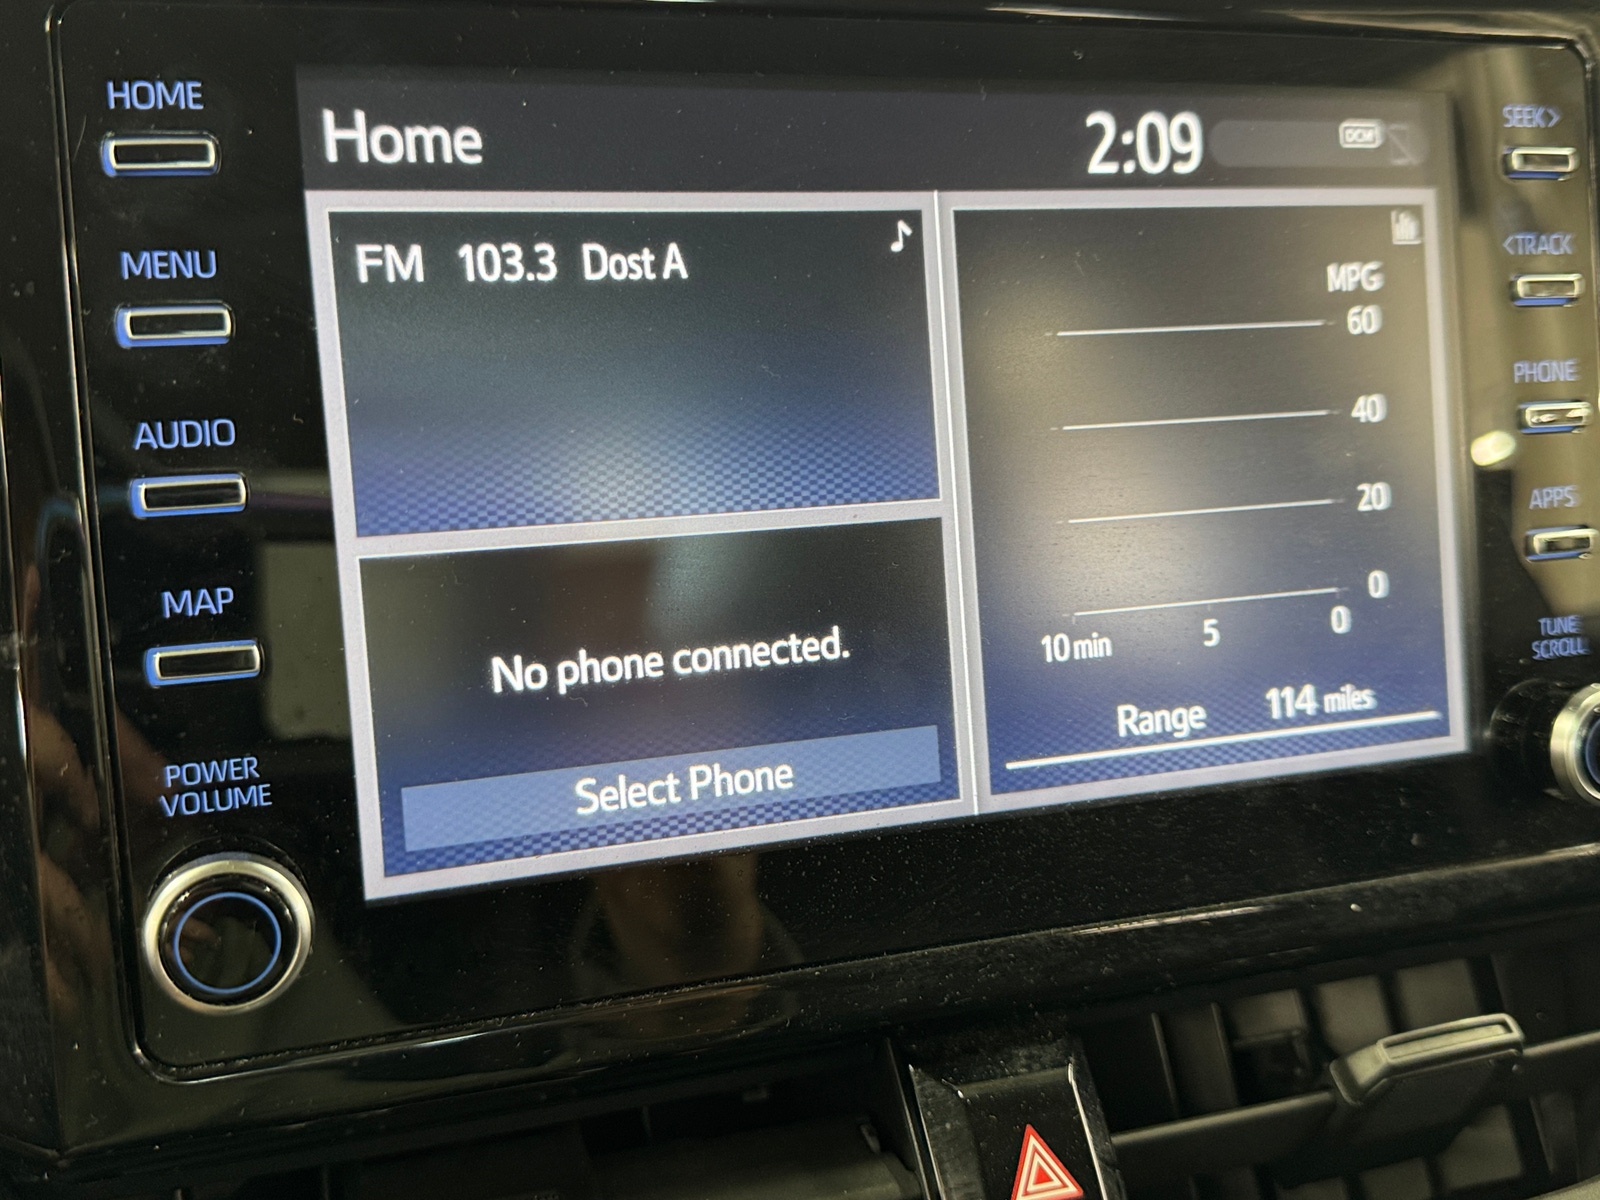 HOME
MENU
AUDIO
MAP
POWER
VOLUME
Home
2:09
DCM
FM 103.3 Dost A
No phone connected.
Select Phone
MPG
60
40
20
0
10 min 5 0
Range 114 miles
SEEK>
<TRACK
PHONE
APPS
TUNE
SCROLL